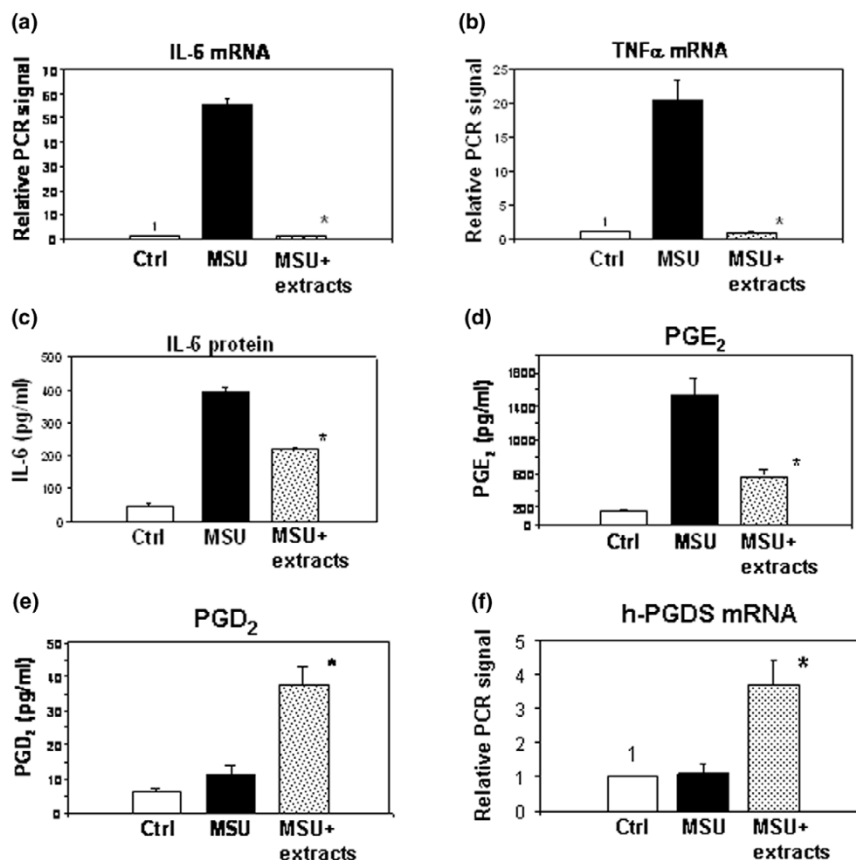 (a)
IL-6 mRNA
Relative PCR signal
70
60
50
40
30
20
10
0
1
*
Ctrl
MSU
MSU+
extracts
(b)
TNFα mRNA
Relative PCR signal
25
20
15
10
5
0
1
*
Ctrl
MSU
MSU+
extracts
(c)
IL-6 protein
IL-6 (pg/ml)
500
400
300
200
100
0
*
Ctrl
MSU
MSU+
extracts
(d)
PGE₂
PGE₂ (pg/ml)
1800
1400
1000
600
200
0
*
Ctrl
MSU
MSU+
extracts
(e)
PGD₂
PGD₂ (pg/ml)
50
40
30
20
10
0
*
Ctrl
MSU
MSU+
extracts
(f)
h-PGDS mRNA
Relative PCR signal
5
4
3
2
1
0
1
*
Ctrl
MSU
MSU+
extracts